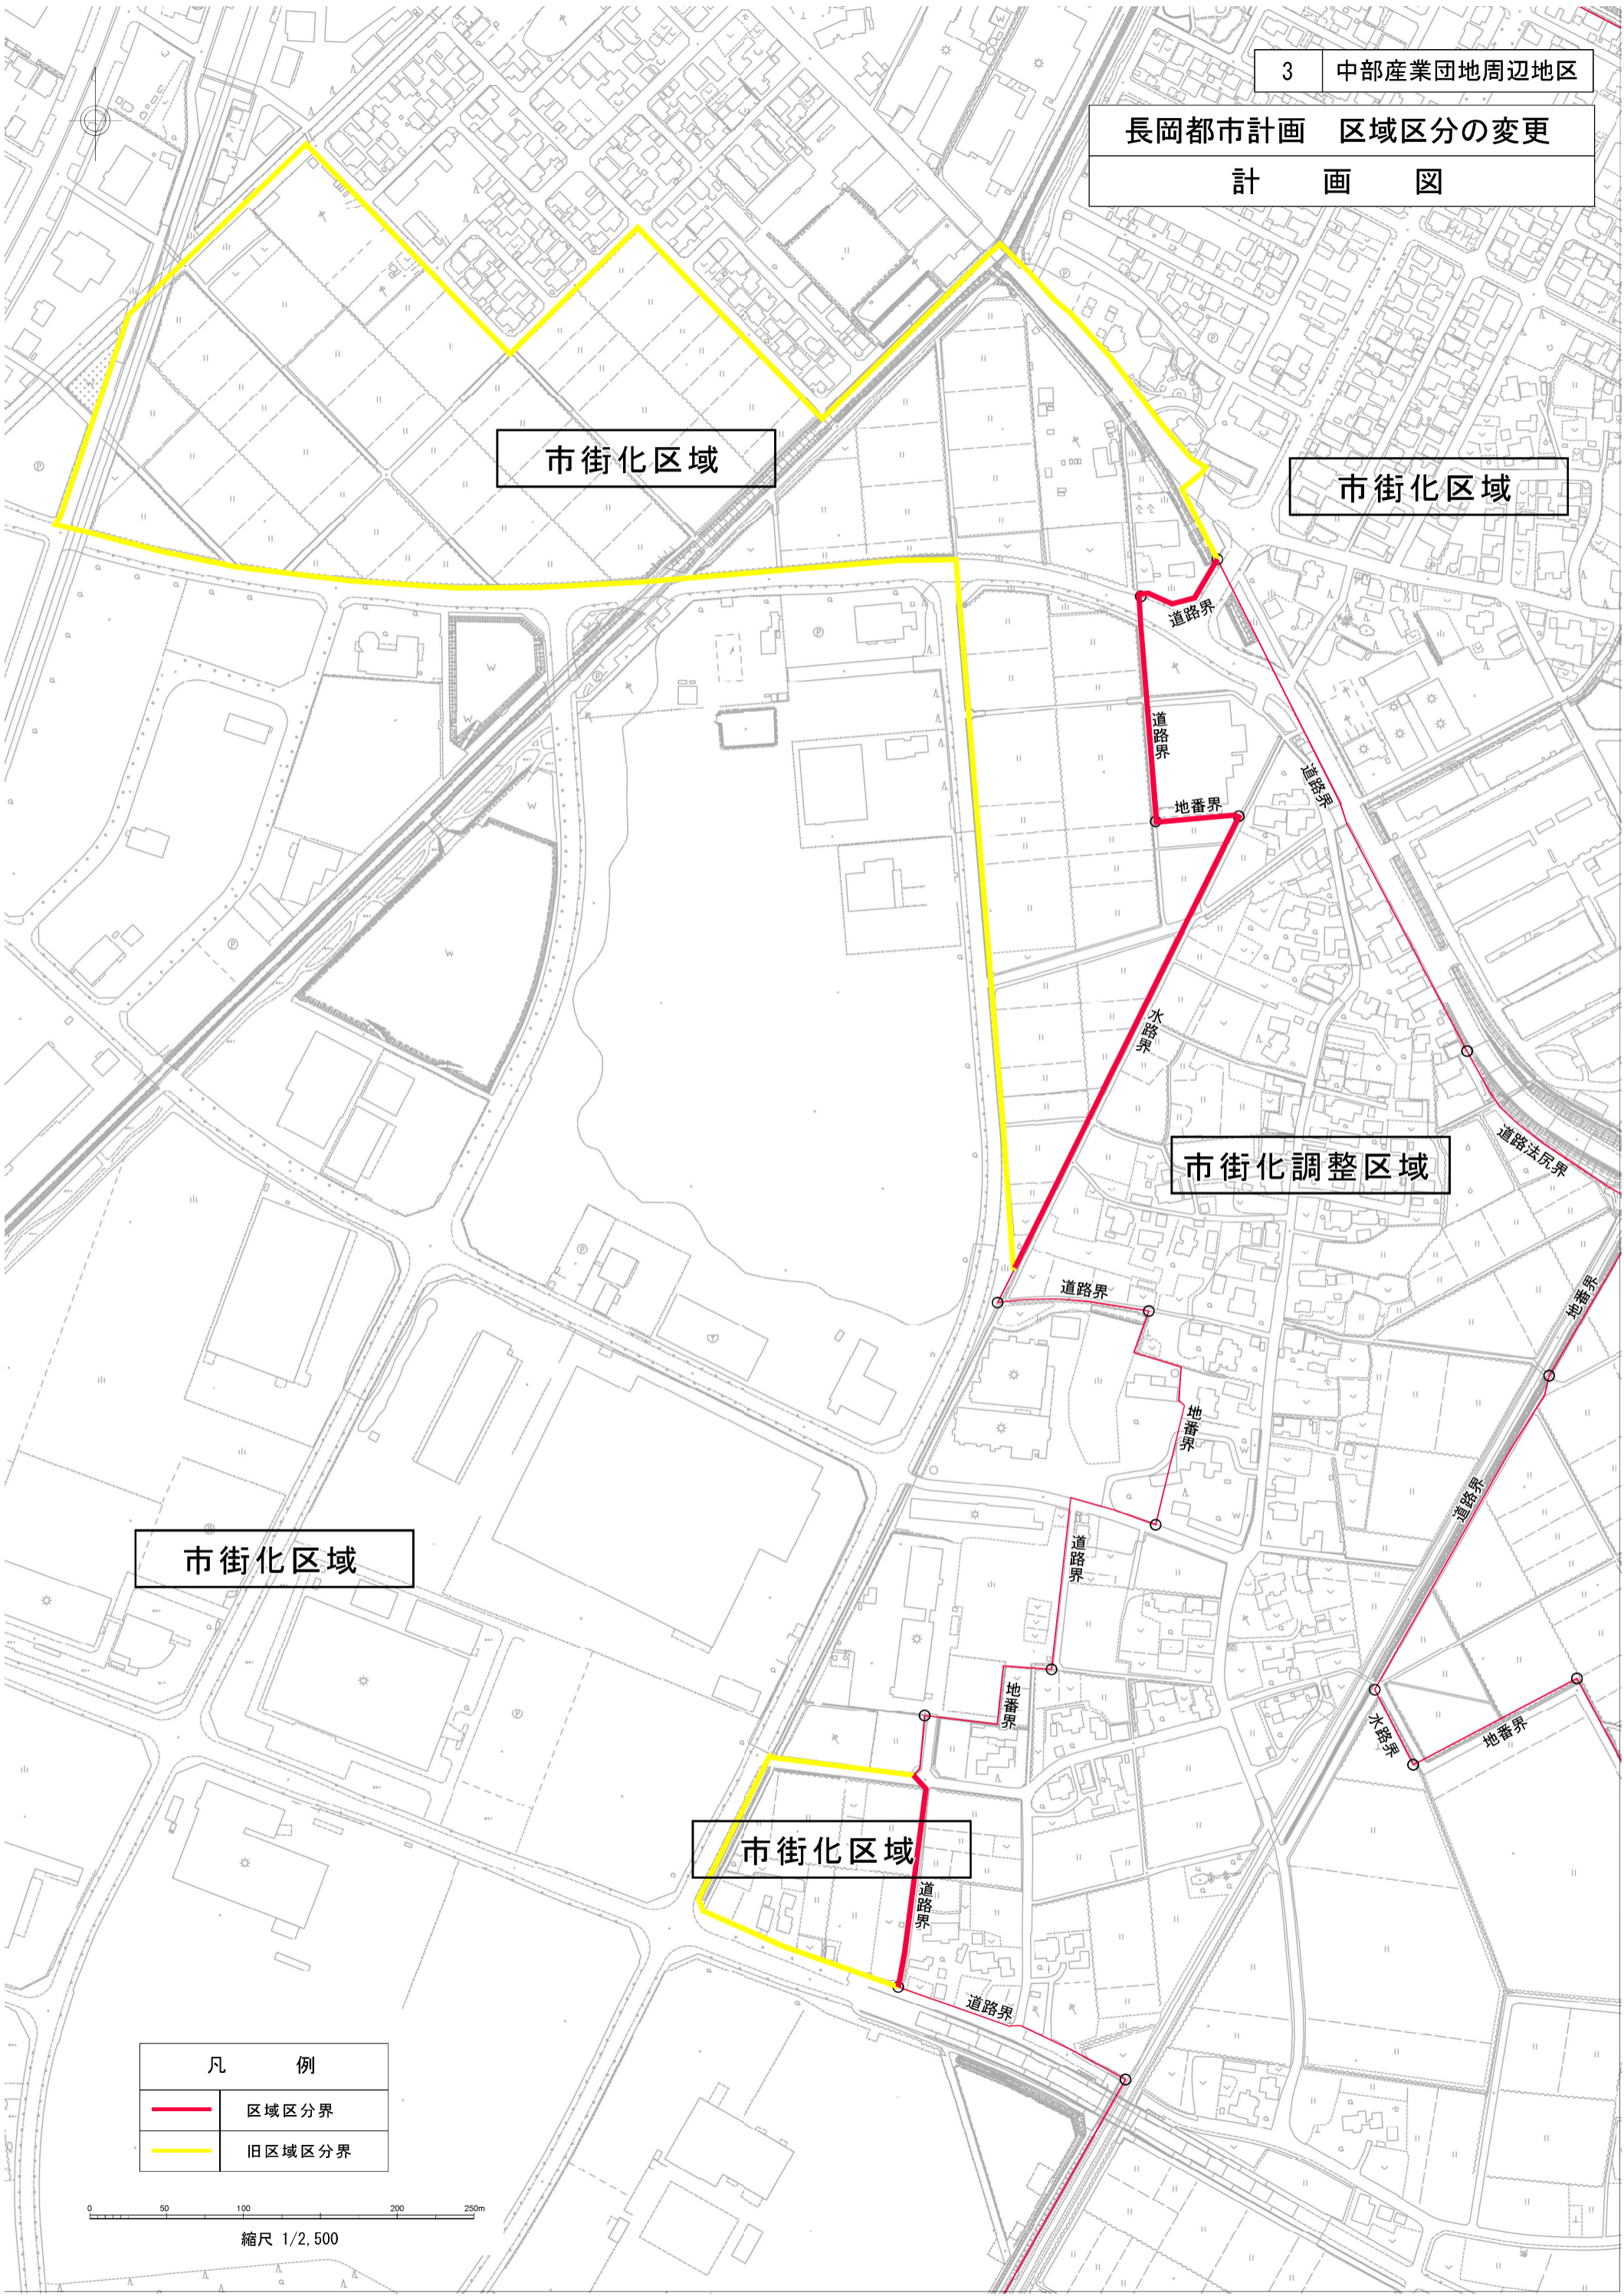 3 中部産業団地周辺地区
長岡都市計画 区域区分の変更
計 画 図
市街化区域
市街化区域
道路界
道路界
地番界
道路界
水路界
市街化調整区域
道路法尻界
地番界
道路界
地番界
道路界
市街化区域
道路界
地番界
水路界
地番界
市街化区域
道路界
道路界
凡 例
区域区分界
旧区域区分界
0 50 100 200 250m
縮尺 1/2,500